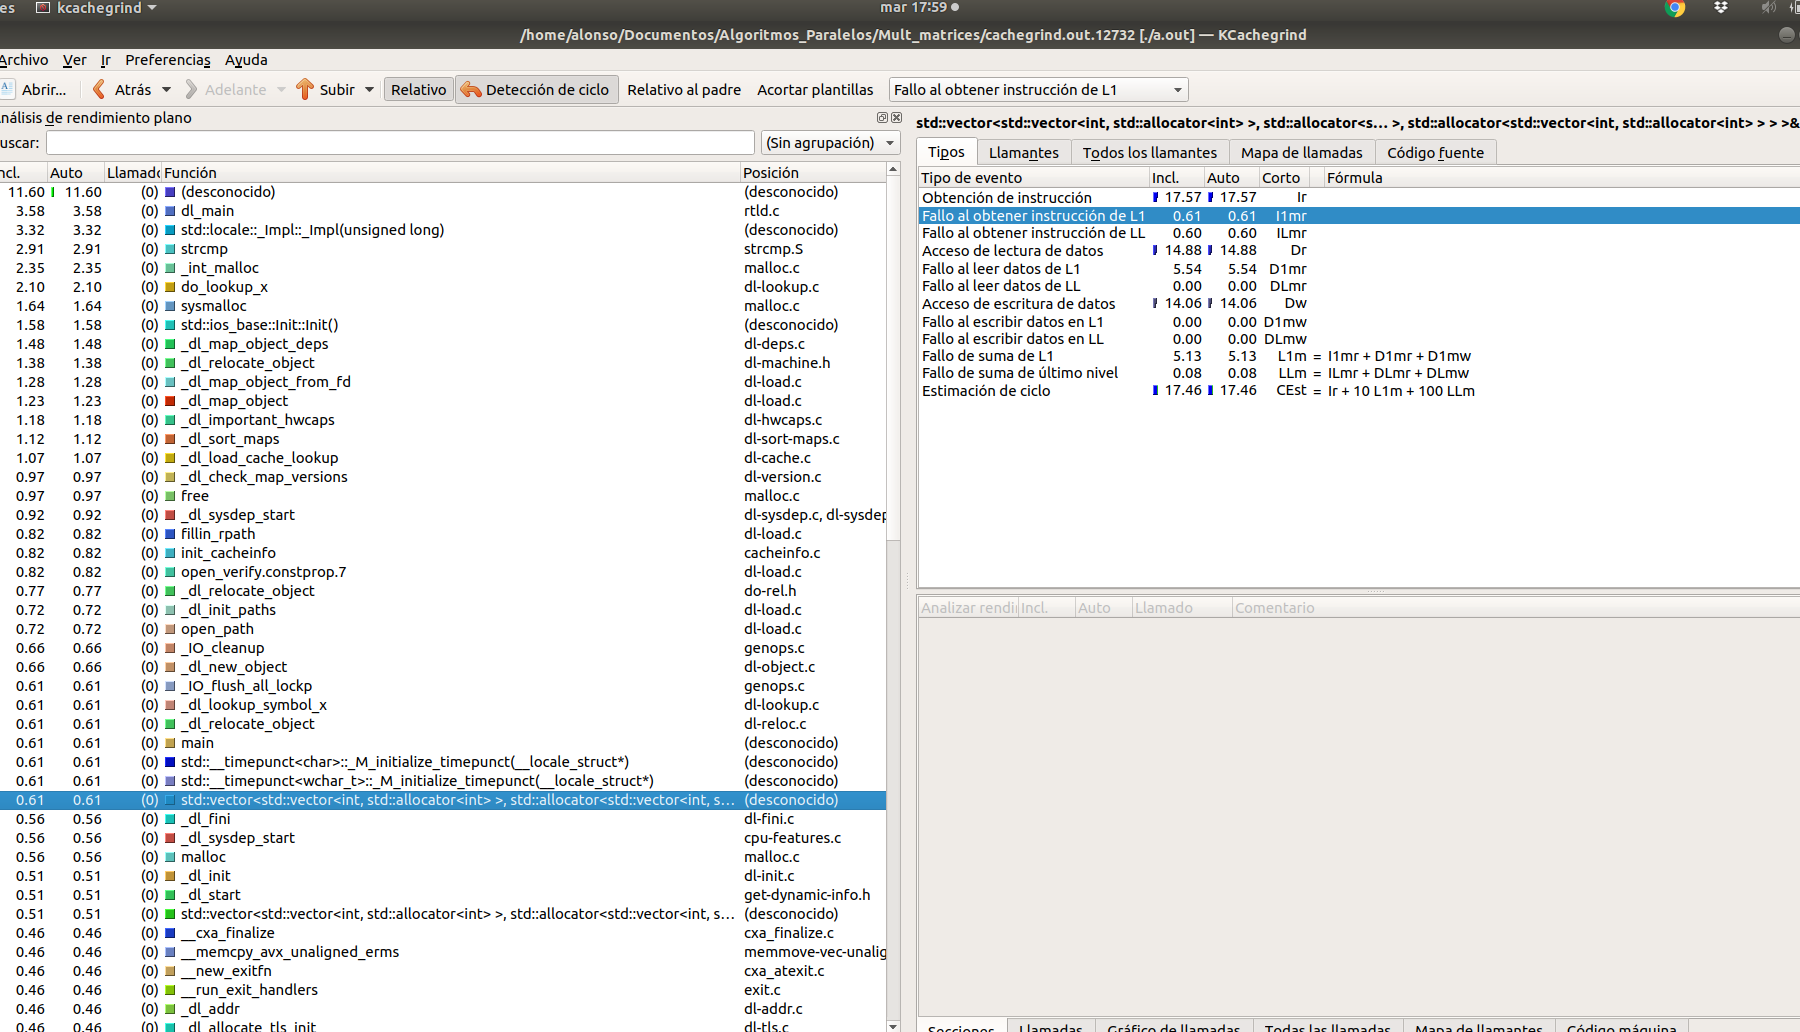 es kcachegrind mar 17:59
/home/alonso/Documentos/Algoritmos_Paralelos/Mult_matrices/cachegrind.out.12732 [./a.out] — KCachegrind
Archivo Ver Ir Preferencias Ayuda
Abrir... Atrás Adelante Subir Relativo Detección de ciclo Relativo al padre Acortar plantillas Fallo al obtener instrucción de L1
nálisis de rendimiento plano
uscar: (Sin agrupación)
ncl. Auto Llamado Función Posición
11.60 11.60 (0) (desconocido) (desconocido)
3.58 3.58 (0) dl_main rtld.c
3.32 3.32 (0) std::locale::_Impl::_Impl(unsigned long) (desconocido)
2.91 2.91 (0) strcmp strcmp.S
2.35 2.35 (0) _int_malloc malloc.c
2.10 2.10 (0) do_lookup_x dl-lookup.c
1.64 1.64 (0) sysmalloc malloc.c
1.58 1.58 (0) std::ios_base::Init::Init() (desconocido)
1.48 1.48 (0) _dl_map_object_deps dl-deps.c
1.38 1.38 (0) _dl_relocate_object dl-machine.h
1.28 1.28 (0) _dl_map_object_from_fd dl-load.c
1.23 1.23 (0) _dl_map_object dl-load.c
1.18 1.18 (0) _dl_important_hwcaps dl-hwcaps.c
1.12 1.12 (0) _dl_sort_maps dl-sort-maps.c
1.07 1.07 (0) _dl_load_cache_lookup dl-cache.c
0.97 0.97 (0) _dl_check_map_versions dl-version.c
0.97 0.97 (0) free malloc.c
0.92 0.92 (0) _dl_sysdep_start dl-sysdep.c, dl-sysdep
0.82 0.82 (0) fillin_rpath dl-load.c
0.82 0.82 (0) init_cacheinfo cacheinfo.c
0.82 0.82 (0) open_verify.constprop.7 dl-load.c
0.77 0.77 (0) _dl_relocate_object do-rel.h
0.72 0.72 (0) _dl_init_paths dl-load.c
0.72 0.72 (0) open_path dl-load.c
0.66 0.66 (0) _IO_cleanup genops.c
0.66 0.66 (0) _dl_new_object dl-object.c
0.61 0.61 (0) _IO_flush_all_lockp genops.c
0.61 0.61 (0) _dl_lookup_symbol_x dl-lookup.c
0.61 0.61 (0) _dl_relocate_object dl-reloc.c
0.61 0.61 (0) main (desconocido)
0.61 0.61 (0) std::__timepunct<char>::_M_initialize_timepunct(__locale_struct*) (desconocido)
0.61 0.61 (0) std::__timepunct<wchar_t>::_M_initialize_timepunct(__locale_struct*) (desconocido)
0.61 0.61 (0) std::vector<std::vector<int, std::allocator<int> >, std::allocator<std::vector<int, s... (desconocido)
0.56 0.56 (0) _dl_fini dl-fini.c
0.56 0.56 (0) _dl_sysdep_start cpu-features.c
0.56 0.56 (0) malloc malloc.c
0.51 0.51 (0) _dl_init dl-init.c
0.51 0.51 (0) _dl_start get-dynamic-info.h
0.51 0.51 (0) std::vector<std::vector<int, std::allocator<int> >, std::allocator<std::vector<int, s... (desconocido)
0.46 0.46 (0) __cxa_finalize cxa_finalize.c
0.46 0.46 (0) __memcpy_avx_unaligned_erms memmove-vec-unalig
0.46 0.46 (0) __new_exitfn cxa_atexit.c
0.46 0.46 (0) __run_exit_handlers exit.c
0.46 0.46 (0) _dl_addr dl-addr.c
0.46 0.46 (0) _dl_allocate_tls_init dl-tls.c
std::vector<std::vector<int, std::allocator<int> >, std::allocator<s... >, std::allocator<std::vector<int, std::allocator<int> > > >&
Tipos Llamantes Todos los llamantes Mapa de llamadas Código fuente
Tipo de evento Incl. Auto Corto Fórmula
Obtención de instrucción 17.57 17.57 Ir
Fallo al obtener instrucción de L1 0.61 0.61 I1mr
Fallo al obtener instrucción de LL 0.60 0.60 ILmr
Acceso de lectura de datos 14.88 14.88 Dr
Fallo al leer datos de L1 5.54 5.54 D1mr
Fallo al leer datos de LL 0.00 0.00 DLmr
Acceso de escritura de datos 14.06 14.06 Dw
Fallo al escribir datos en L1 0.00 0.00 D1mw
Fallo al escribir datos en LL 0.00 0.00 DLmw
Fallo de suma de L1 5.13 5.13 L1m = I1mr + D1mr + D1mw
Fallo de suma de último nivel 0.08 0.08 LLm = ILmr + DLmr + DLmw
Estimación de ciclo 17.46 17.46 CEst = Ir + 10 L1m + 100 LLm
Analizar rendi Incl. Auto Llamado Comentario
Secciones Llamadas Gráfico de llamadas Todas las llamadas Mapa de llamantes Código máquina